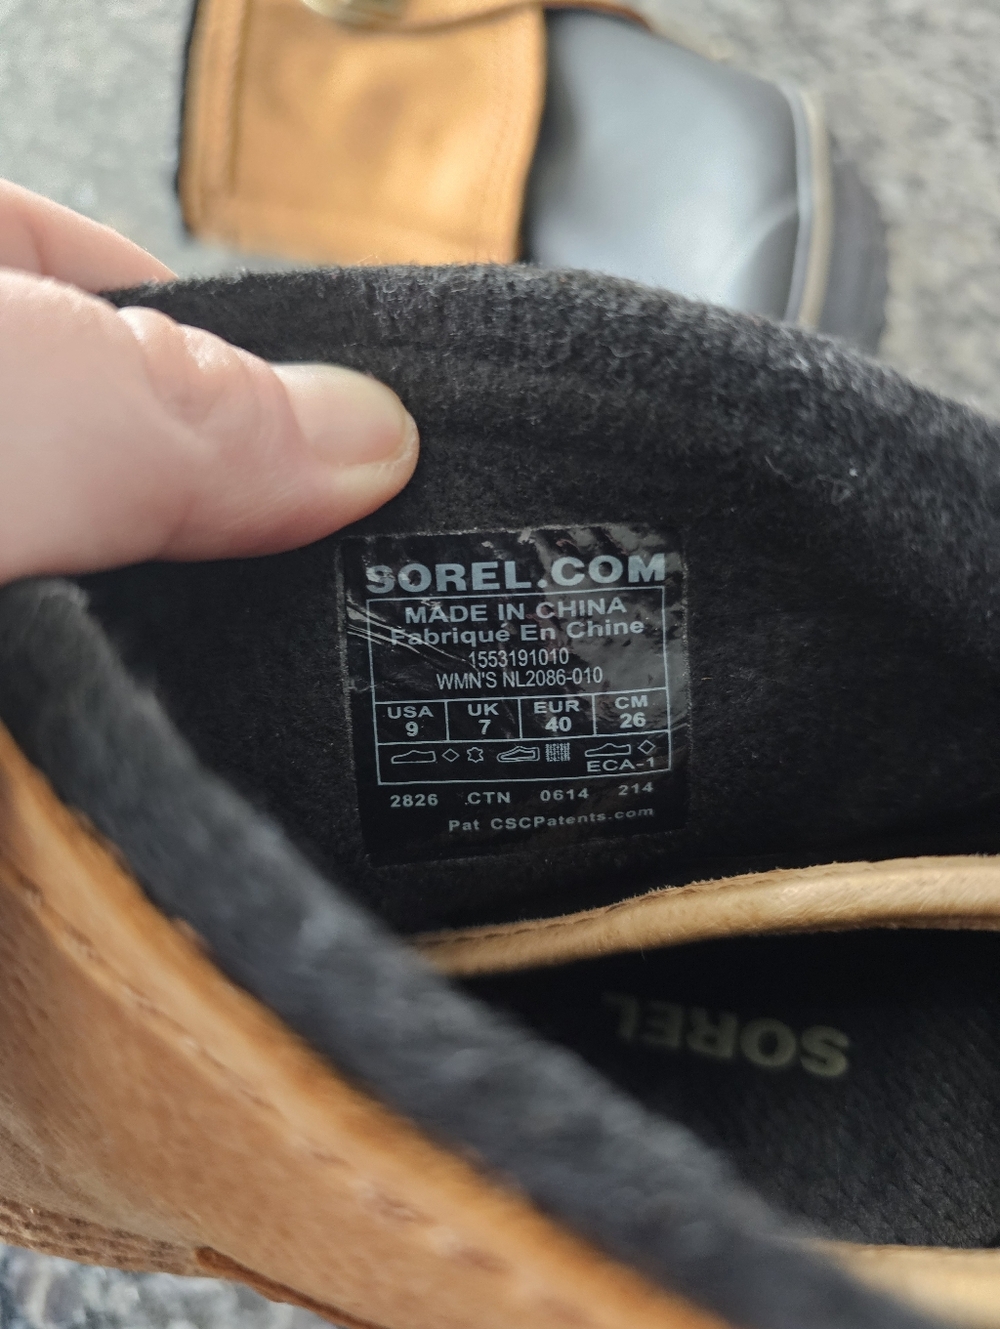 SOREL.COM
MADE IN CHINA
Fabriqué En Chine
1553191010
WMN'S NL2086-010
USA UK EUR CM
9 7 40 26
ECA-1
2826 CTN 0614 214
Pat CSCPatents.com
SOREL